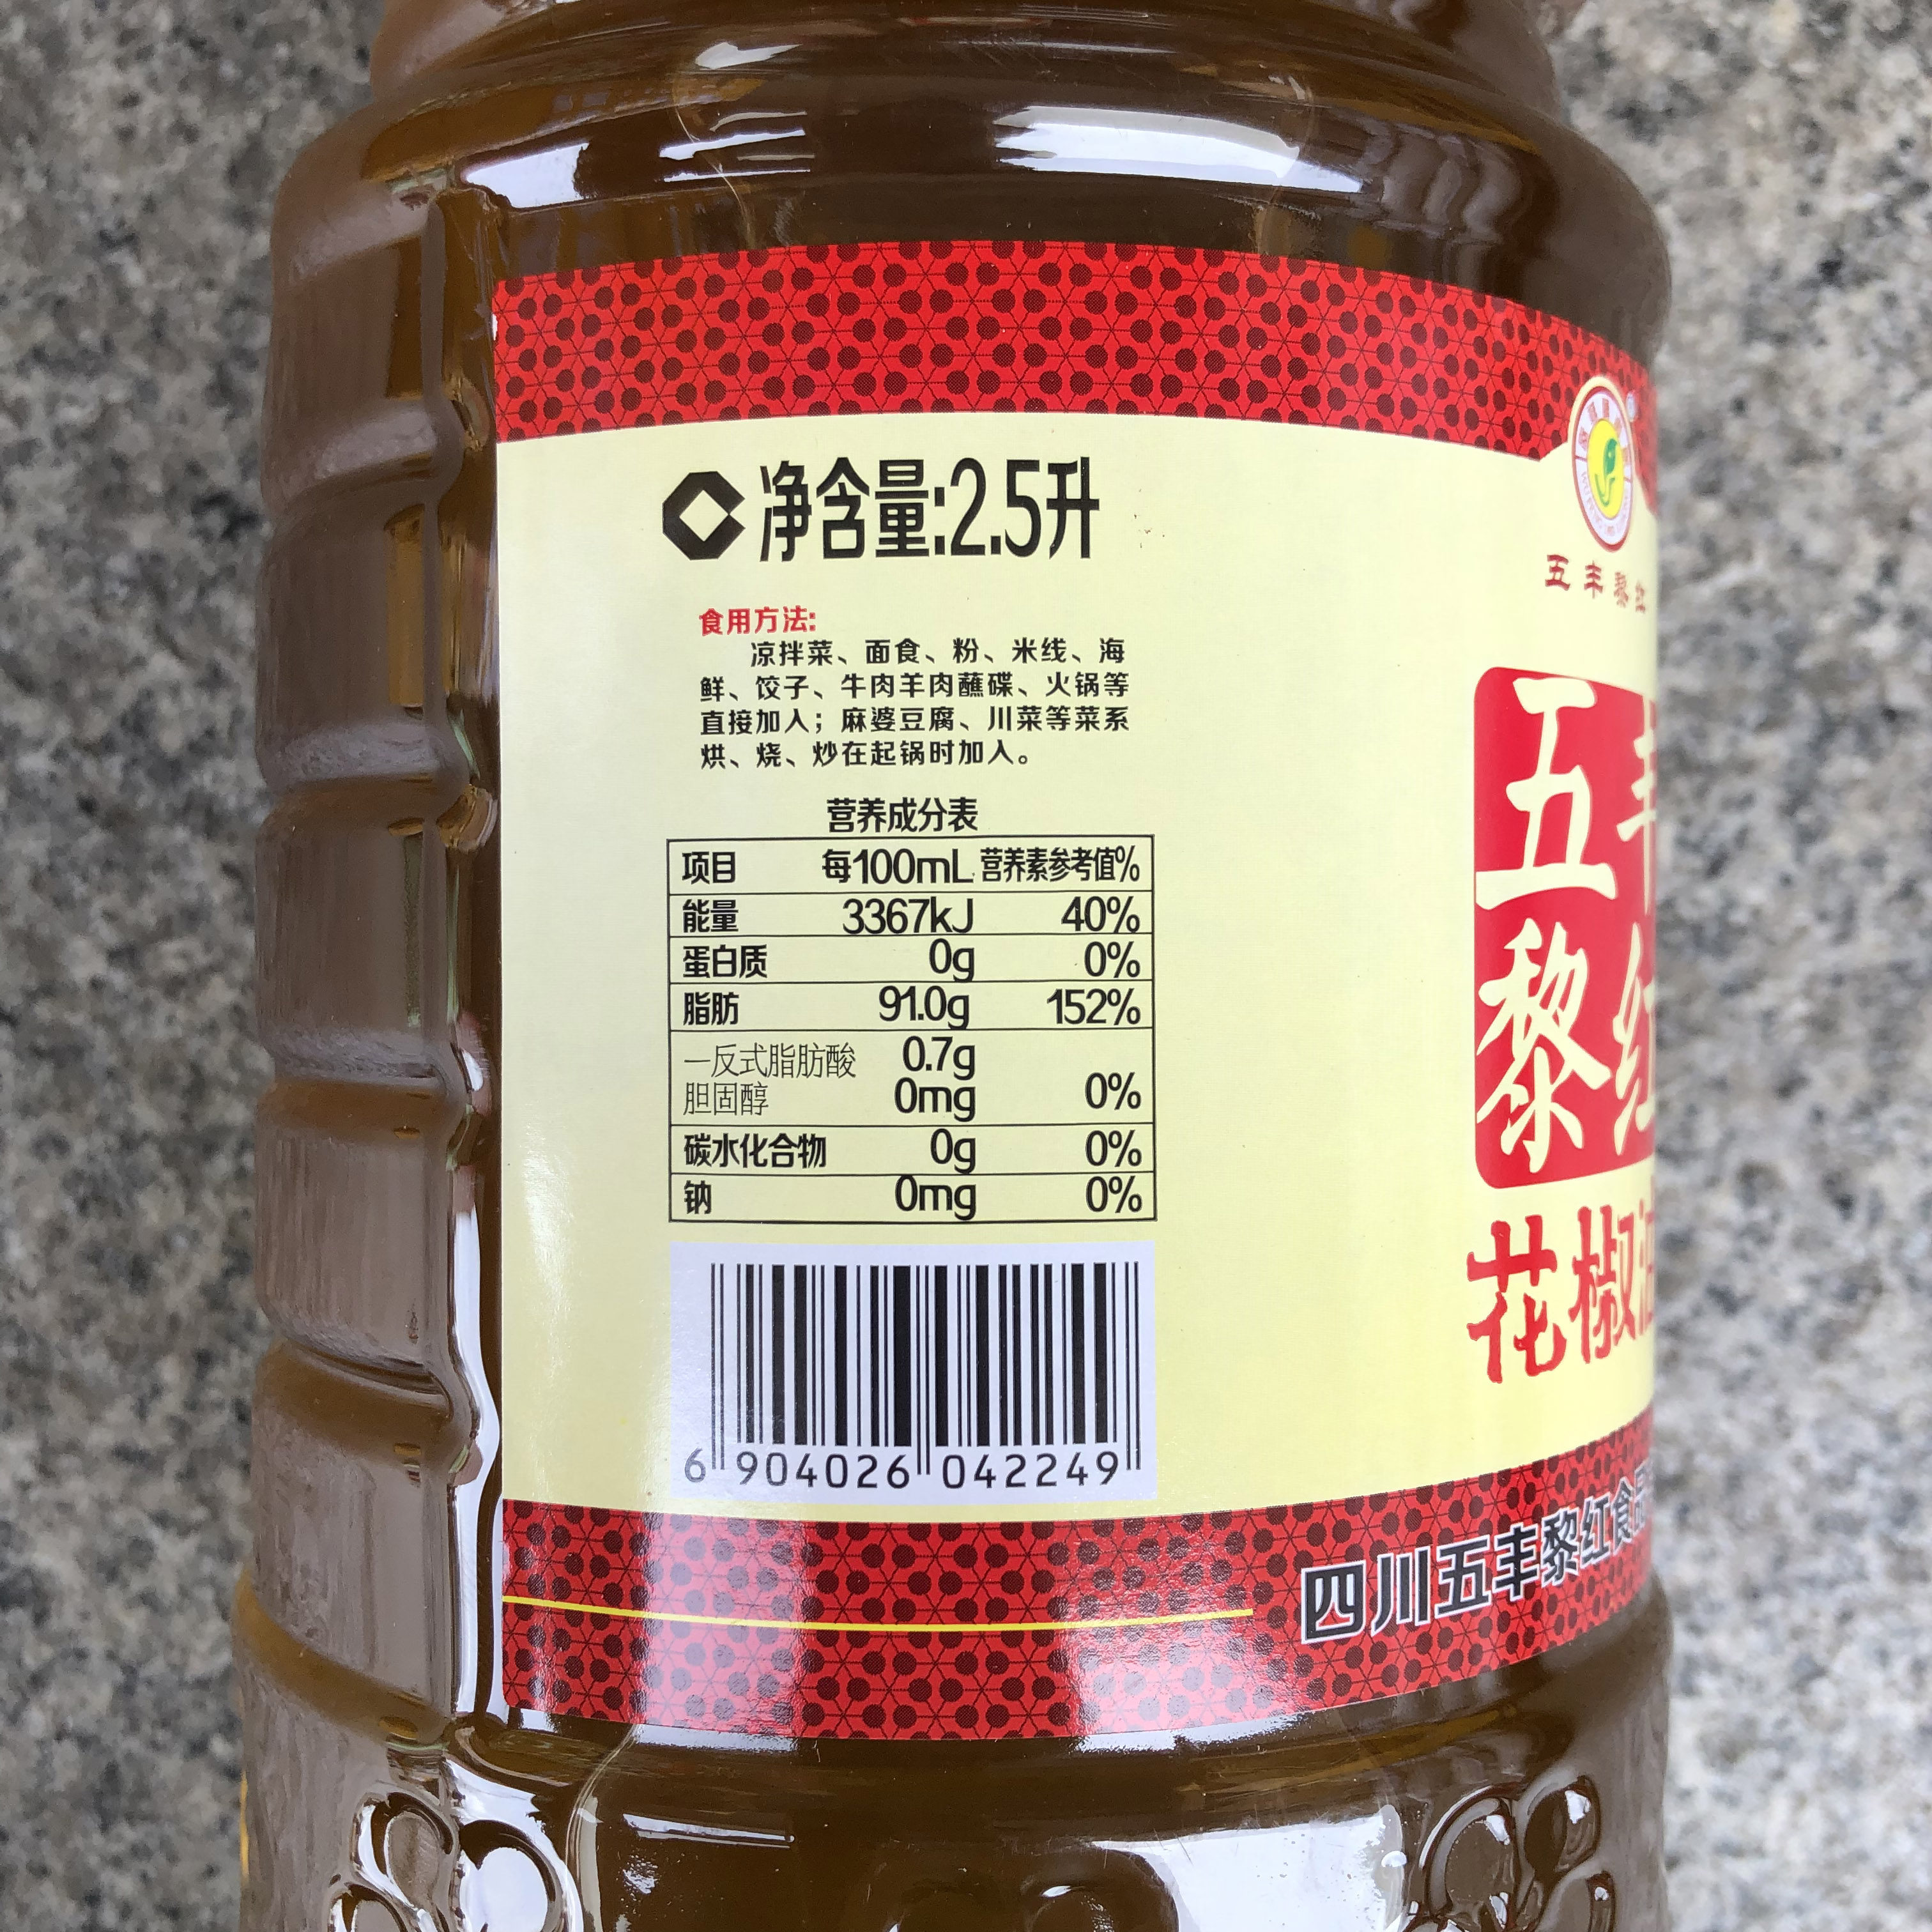 净含量:2.5升
食用方法:
凉拌菜、面食、粉、米线、海
鲜、饺子、牛肉羊肉蘸碟、火锅等
直接加入；麻婆豆腐、川菜等菜系
烘、烧、炒在起锅时加入。
营养成分表
项目 每100mL 营养素参考值%
能量 3367kJ 40%
蛋白质 0g 0%
脂肪 91.0g 152%
一反式脂肪酸 0.7g
胆固醇 0mg 0%
碳水化合物 0g 0%
钠 0mg 0%
6 904026 042249
五丰黎红
五丰
黎红
花椒油
四川五丰黎红食品